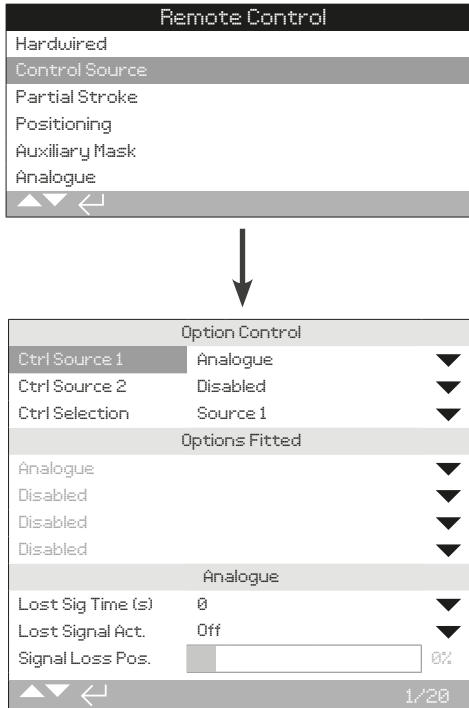 Remote Control
Hardwired
Control Source
Partial Stroke
Positioning
Auxiliary Mask
Analogue
Option Control
Ctrl Source 1 Analogue
Ctrl Source 2 Disabled
Ctrl Selection Source 1
Options Fitted
Analogue
Disabled
Disabled
Disabled
Analogue
Lost Sig Time (s) 0
Lost Signal Act. Off
Signal Loss Pos. 0%
1/20